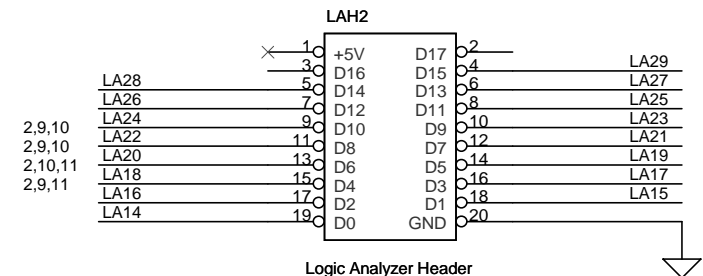 LAH2
1 +5V D17 2
3 D16 D15 4 LA29
LA28 5 D14 D13 6 LA27
LA26 7 D12 D11 8 LA25
2,9,10 LA24 9 D10 D9 10 LA23
2,9,10 LA22 11 D8 D7 12 LA21
2,10,11 LA20 13 D6 D5 14 LA19
2,9,11 LA18 15 D4 D3 16 LA17
LA16 17 D2 D1 18 LA15
LA14 19 D0 GND 20
Logic Analyzer Header